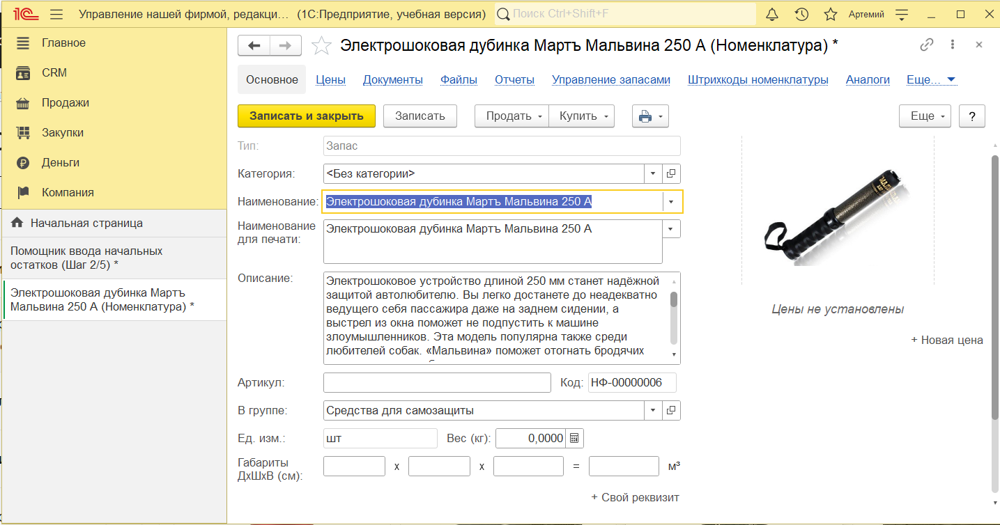 1С Управление нашей фирмой, редакци... (1С:Предприятие, учебная версия) Поиск Ctrl+Shift+F Артемий
Главное
CRM
Продажи
Закупки
Деньги
Компания
Начальная страница
Помощник ввода начальных
остатков (Шаг 2/5) *
Электрошоковая дубинка Мартъ
Мальвина 250 А (Номенклатура) *
Электрошоковая дубинка Мартъ Мальвина 250 А (Номенклатура) *
Основное Цены Документы Файлы Отчеты Управление запасами Штрихкоды номенклатуры Аналоги Еще...
Записать и закрыть Записать Продать Купить Еще ?
Тип: Запас
Категория: <Без категории>
Наименование: Электрошоковая дубинка Мартъ Мальвина 250 А
Наименование
для печати:
Электрошоковая дубинка Мартъ Мальвина 250 А
Описание:
Электрошоковое устройство длиной 250 мм станет надёжной
защитой автолюбителю. Вы легко достанете до неадекватно
ведущего себя пассажира даже на заднем сидении, а
выстрел из окна поможет не подпустить к машине
злоумышленников. Эта модель популярна также среди
любителей собак. «Мальвина» поможет отогнать бродячих
Артикул: Код: НФ-00000006
В группе: Средства для самозащиты
Ед. изм.: шт Вес (кг): 0,0000
Габариты
ДхШхВ (см):
x x = м³
+ Свой реквизит
Цены не установлены
+ Новая цена